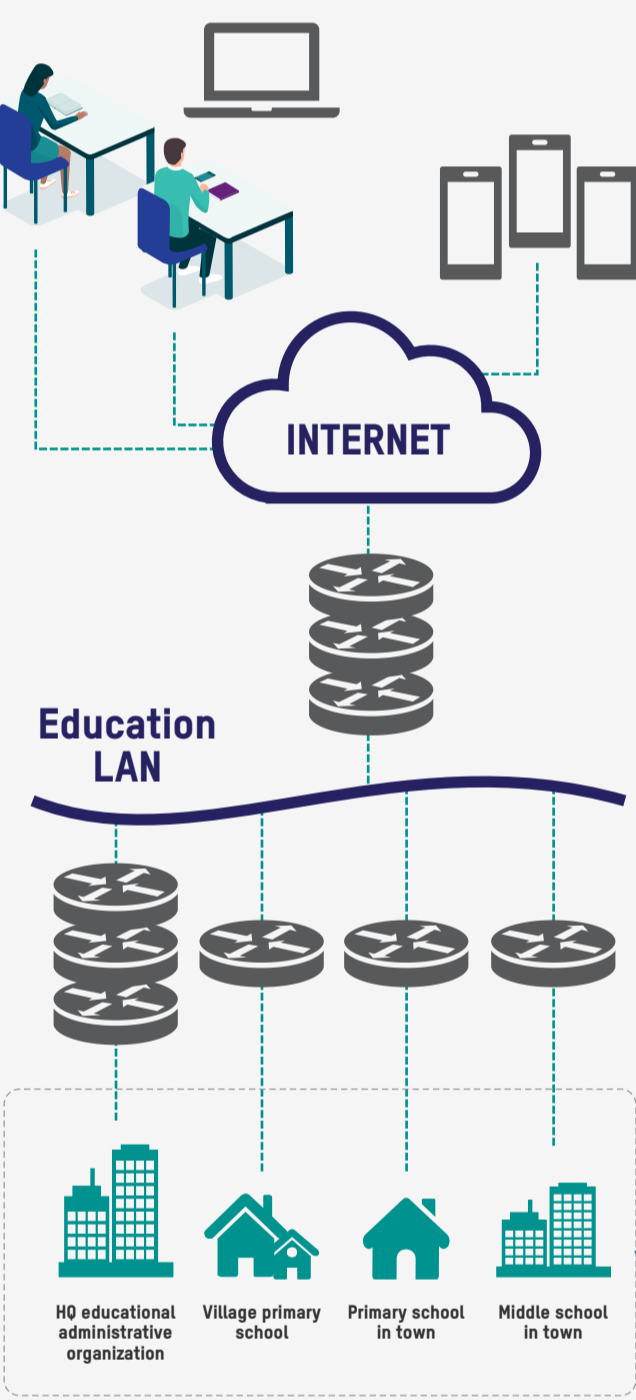 INTERNET
Education
LAN
HQ educational
administrative
organization
Village primary
school
Primary school
in town
Middle school
in town